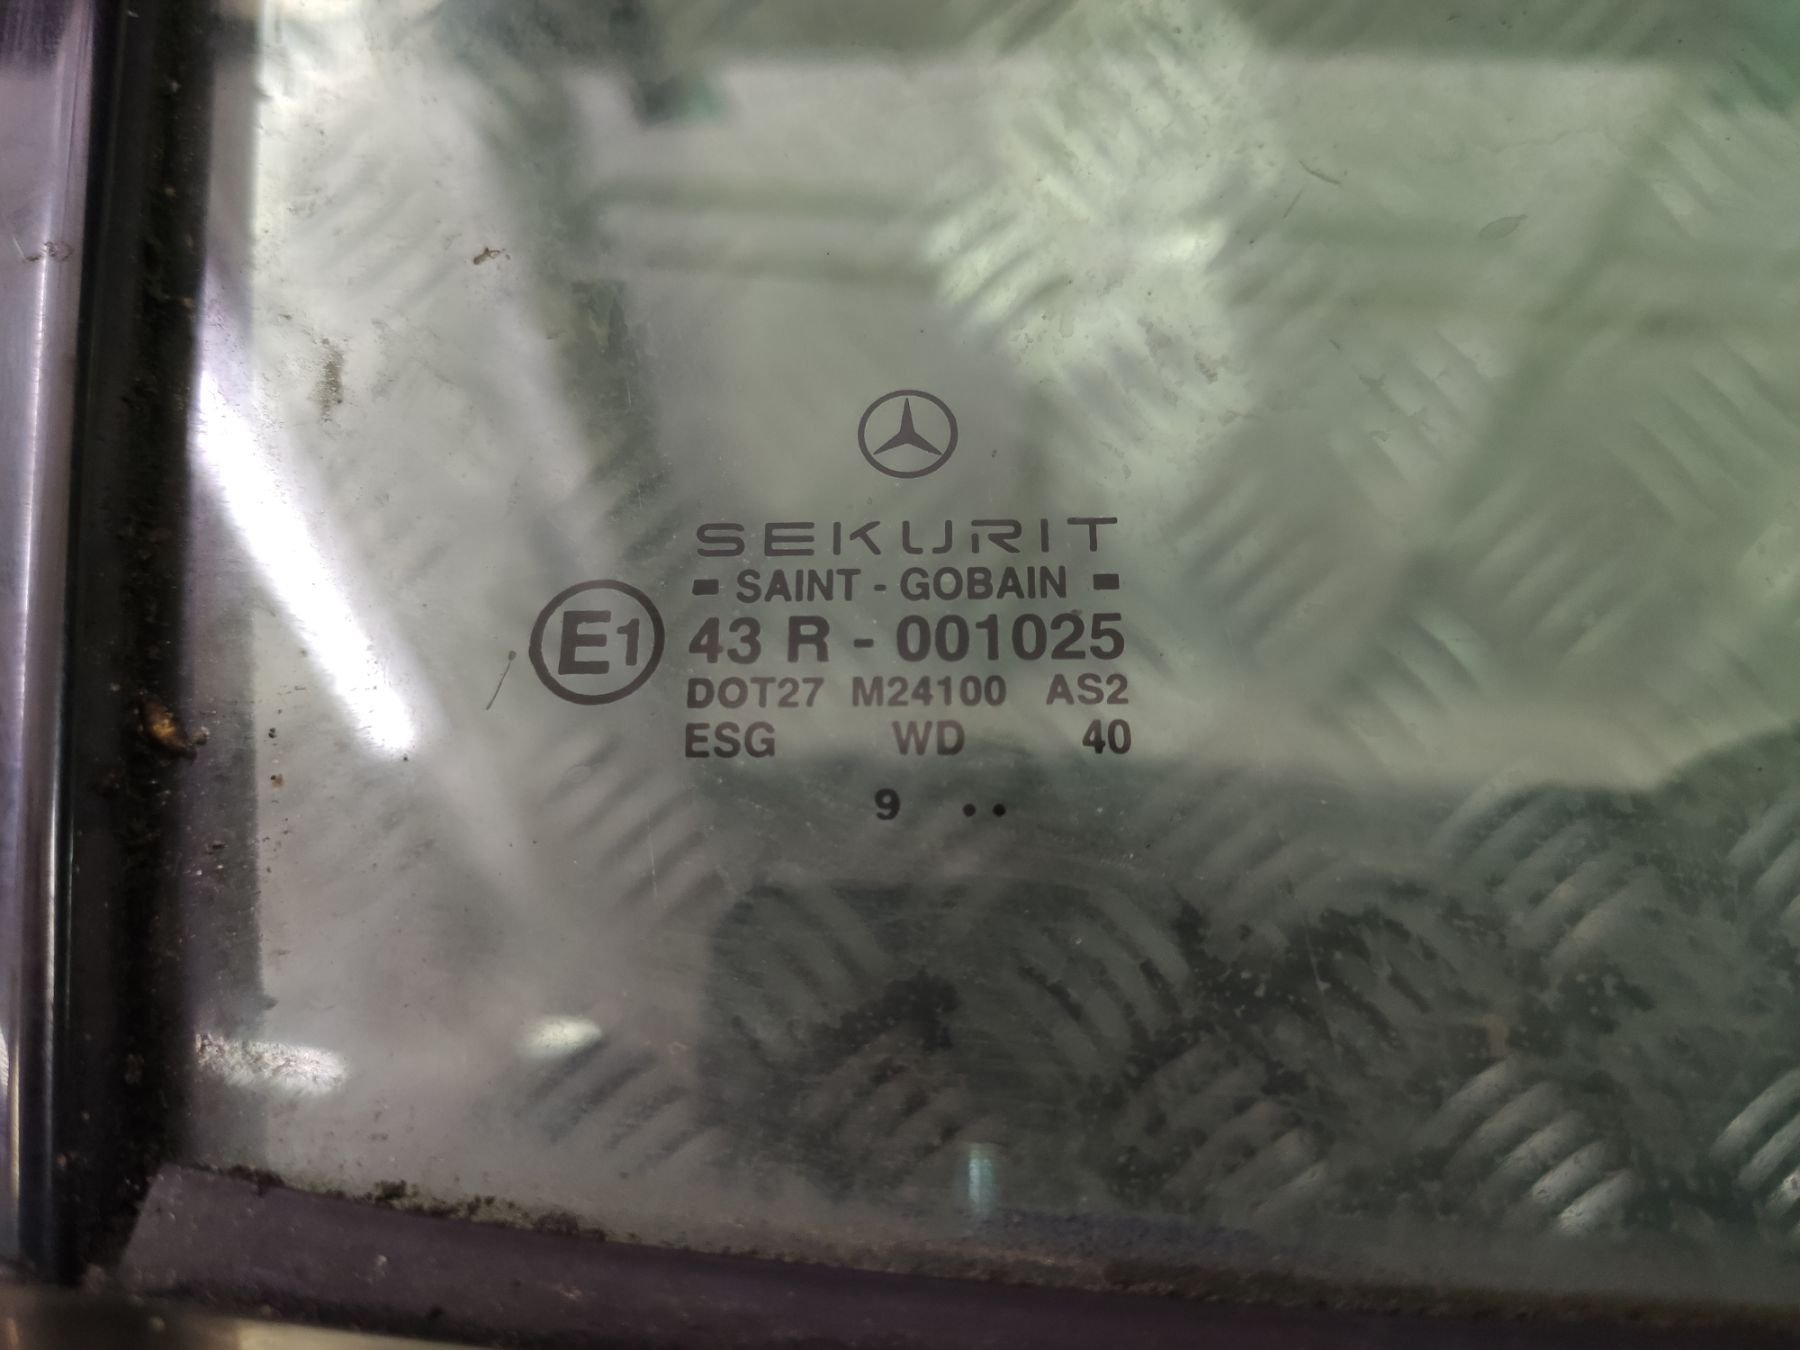 SEKURIT
SAINT - GOBAIN
E1 43 R - 001025
DOT27 M24100 AS2
ESG WD 40
9 ..